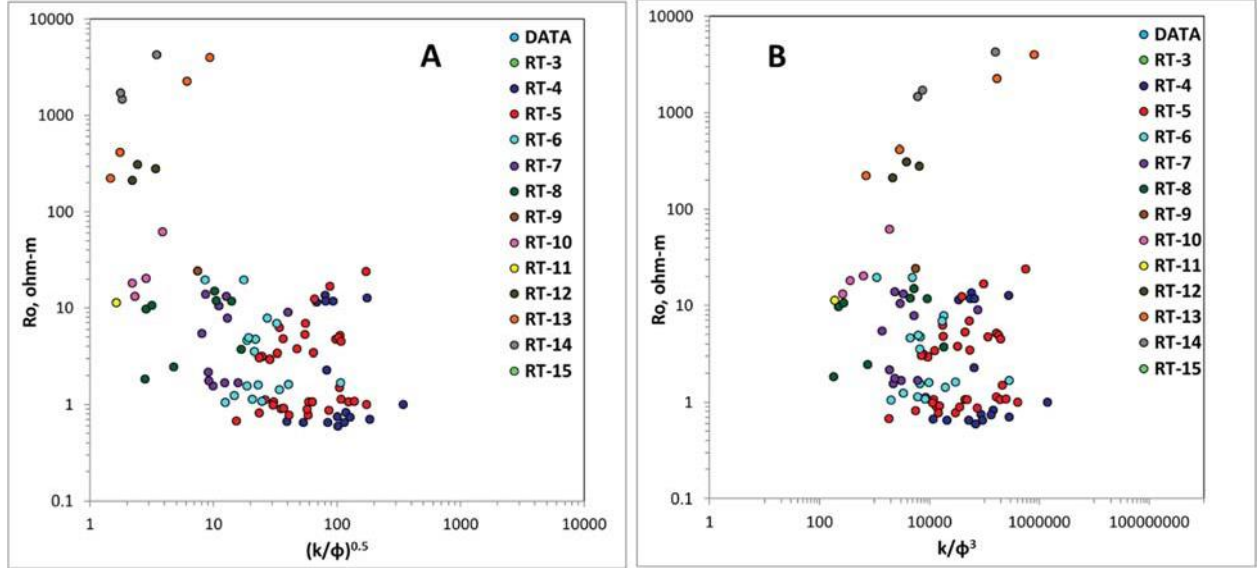 A
10000
1000
100
10
1
0.1
Ro, ohm-m
1
10
100
1000
10000
(k/ϕ)^0.5
DATA
RT-3
RT-4
RT-5
RT-6
RT-7
RT-8
RT-9
RT-10
RT-11
RT-12
RT-13
RT-14
RT-15
B
10000
1000
100
10
1
0.1
Ro, ohm-m
1
100
10000
1000000
100000000
k/ϕ^3
DATA
RT-3
RT-4
RT-5
RT-6
RT-7
RT-8
RT-9
RT-10
RT-11
RT-12
RT-13
RT-14
RT-15